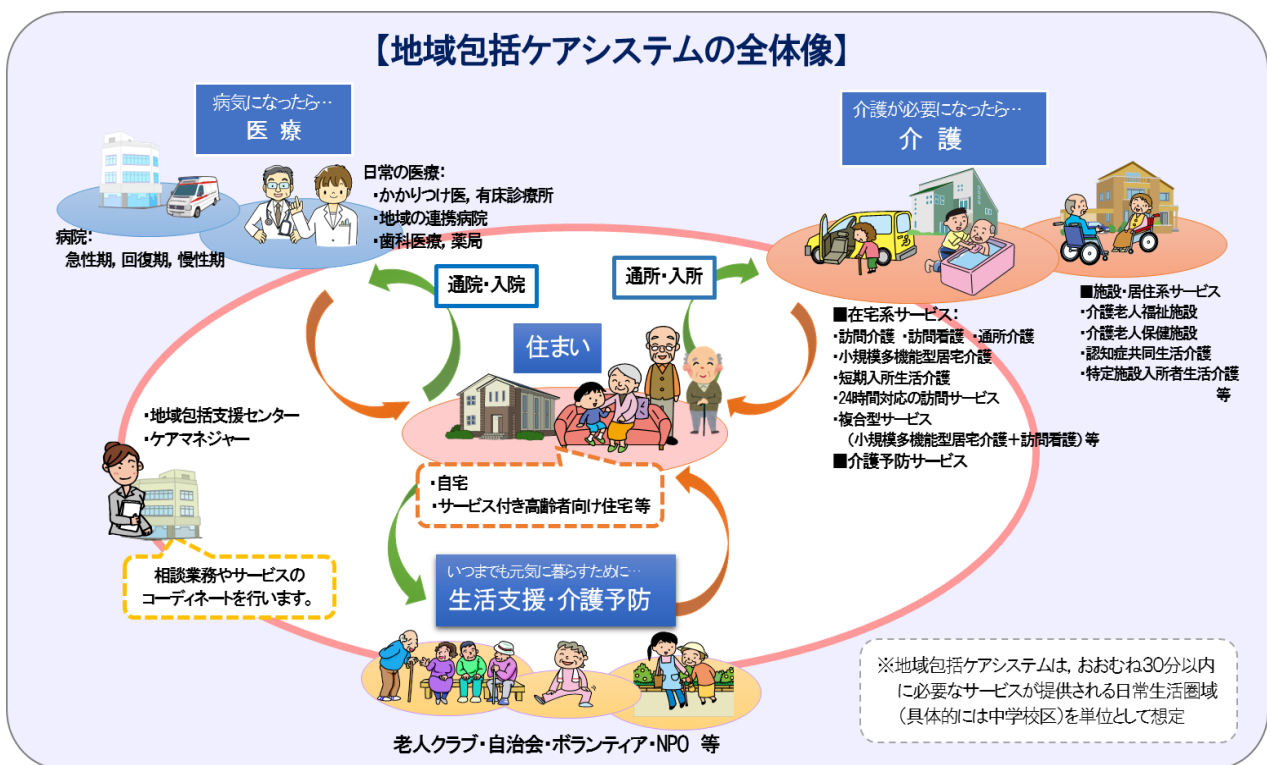 【地域包括ケアシステムの全体像】
病気になったら…
医 療
介護が必要になったら…
介 護
日常の医療:
・かかりつけ医, 有床診療所
・地域の連携病院
・歯科医療, 薬局
病院:
急性期, 回復期, 慢性期
通院・入院
通所・入所
住まい
■在宅系サービス:
・訪問介護 ・訪問看護 ・通所介護
・小規模多機能型居宅介護
・短期入所生活介護
・24時間対応の訪問サービス
・複合型サービス
(小規模多機能型居宅介護+訪問看護)等
■介護予防サービス
■施設・居住系サービス
・介護老人福祉施設
・介護老人保健施設
・認知症共同生活介護
・特定施設入所者生活介護
等
・地域包括支援センター
・ケアマネジャー
・自宅
・サービス付き高齢者向け住宅 等
相談業務やサービスの
コーディネートを行います。
いつまでも元気に暮らすために…
生活支援・介護予防
老人クラブ・自治会・ボランティア・NPO 等
※地域包括ケアシステムは, おおむね30分以内
に必要なサービスが提供される日常生活圏域
(具体的には中学校区)を単位として想定